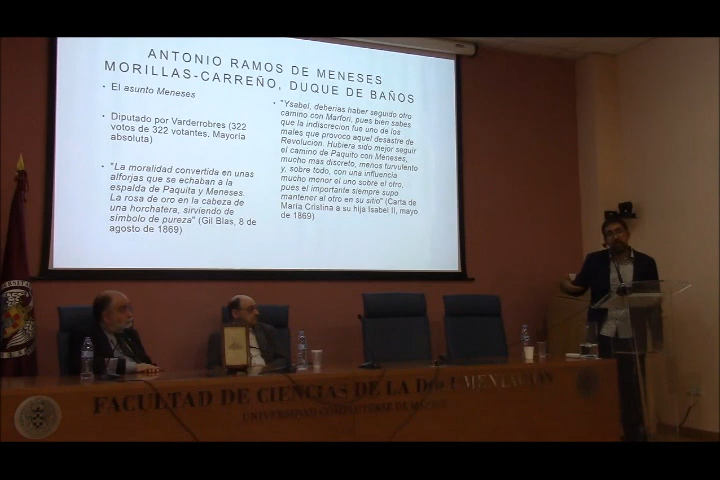 ANTONIO RAMOS DE MENESES
MORILLAS-CARREÑO, DUQUE DE BAÑOS
• El asunto Meneses
• Diputado por Varderrobres (322
votos de 322 votantes, Mayoría
absoluta)
• "La moralidad convertida en unas
alforjas que se echaban a la
espalda de Paquita y Meneses.
La rosa de oro en la cabeza de
una horchatera, sirviendo de
símbolo de pureza" (Gil Blas, 8 de
agosto de 1869)
• "Ysabel, deberías haber seguido otro
camino con Marfori, pues bien sabes
que la indiscrecion fue uno de los
males que provoco aquel desastre de
Revolucion. Hubiera sido mejor seguir
el camino de Paquito con Meneses,
mucho mas discreto, menos turvulento
y, sobre todo, con una influencia
mucho menor el uno sobre el otro,
pues el importante siempre supo
mantener al otro en su sitio" (Carta de
María Cristina a su hija Isabel II, mayo
de 1869)
FACULTAD DE CIENCIAS DE LA DOCUMENTACIÓN
UNIVERSIDAD COMPLUTENSE DE MADRID